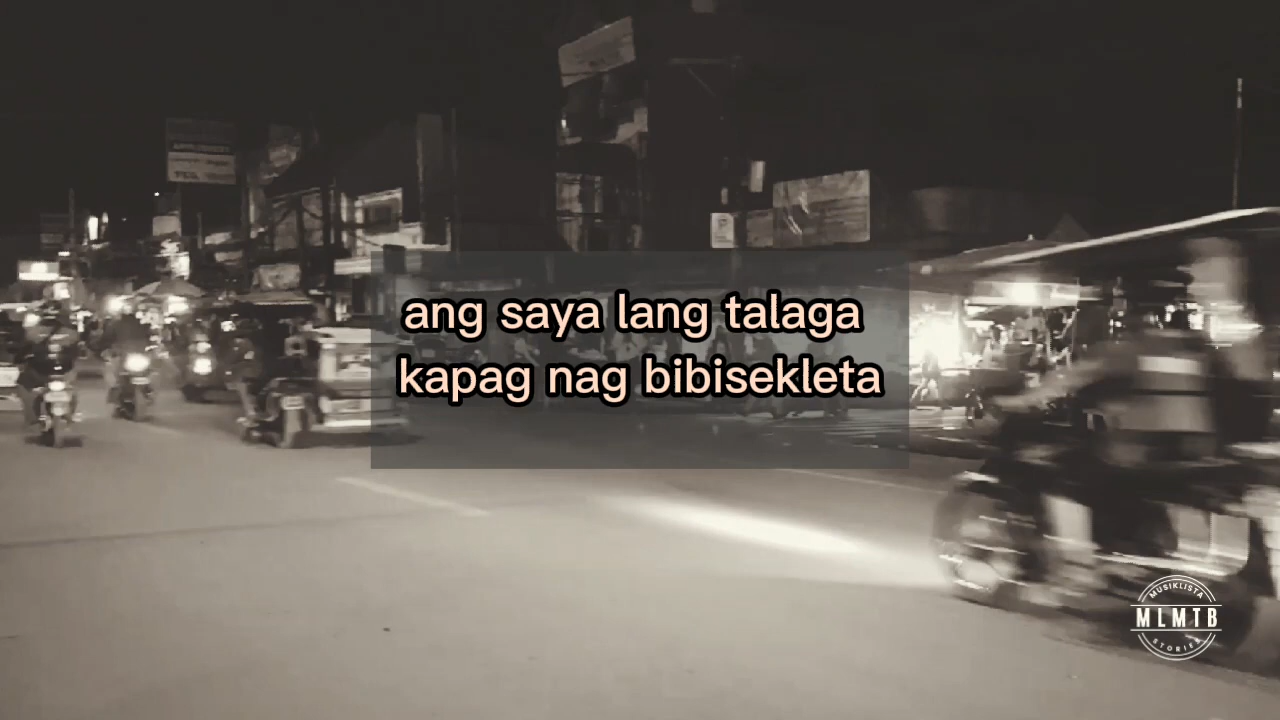 ang saya lang talaga
kapag nag bibisekleta
MUSIKLISTA
MLMTB
STORIES